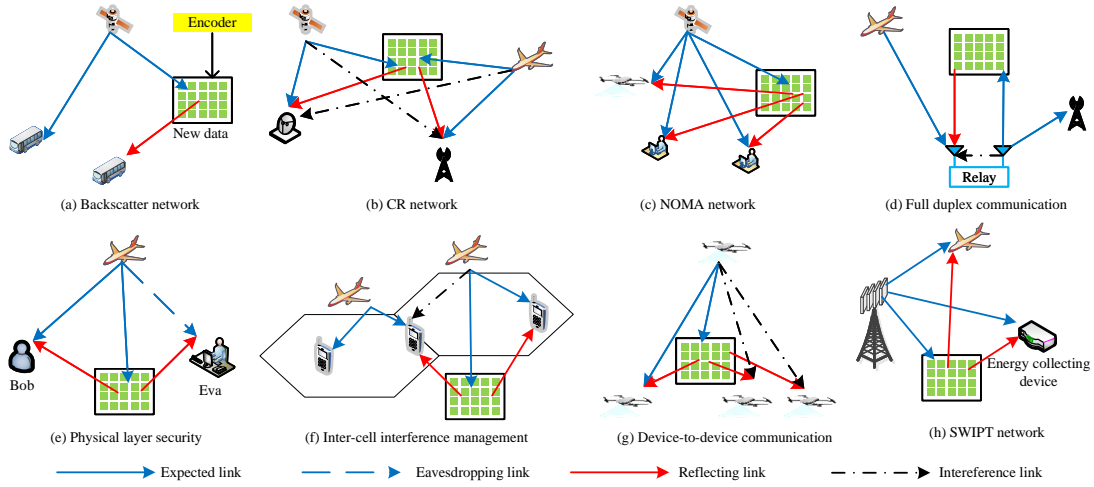 Encoder
New data
(a) Backscatter network
(b) CR network
(c) NOMA network
Relay
(d) Full duplex communication
Bob
Eva
(e) Physical layer security
(f) Inter-cell interference management
(g) Device-to-device communication
Energy collecting
device
(h) SWIPT network
Expected link
Eavesdropping link
Reflecting link
Intereference link